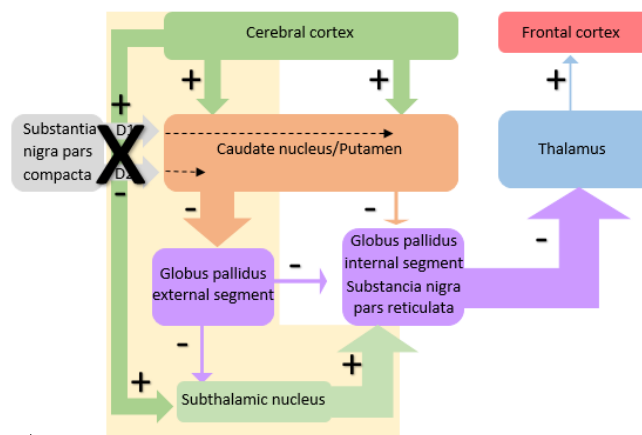 Cerebral cortex
Frontal cortex
+
+
+
+
Substantia
nigra pars
compacta
D1
X
D2
-
Caudate nucleus/Putamen
Thalamus
-
-
-
Globus pallidus
external segment
-
Globus pallidus
internal segment
Substancia nigra
pars reticulata
-
+
+
Subthalamic nucleus